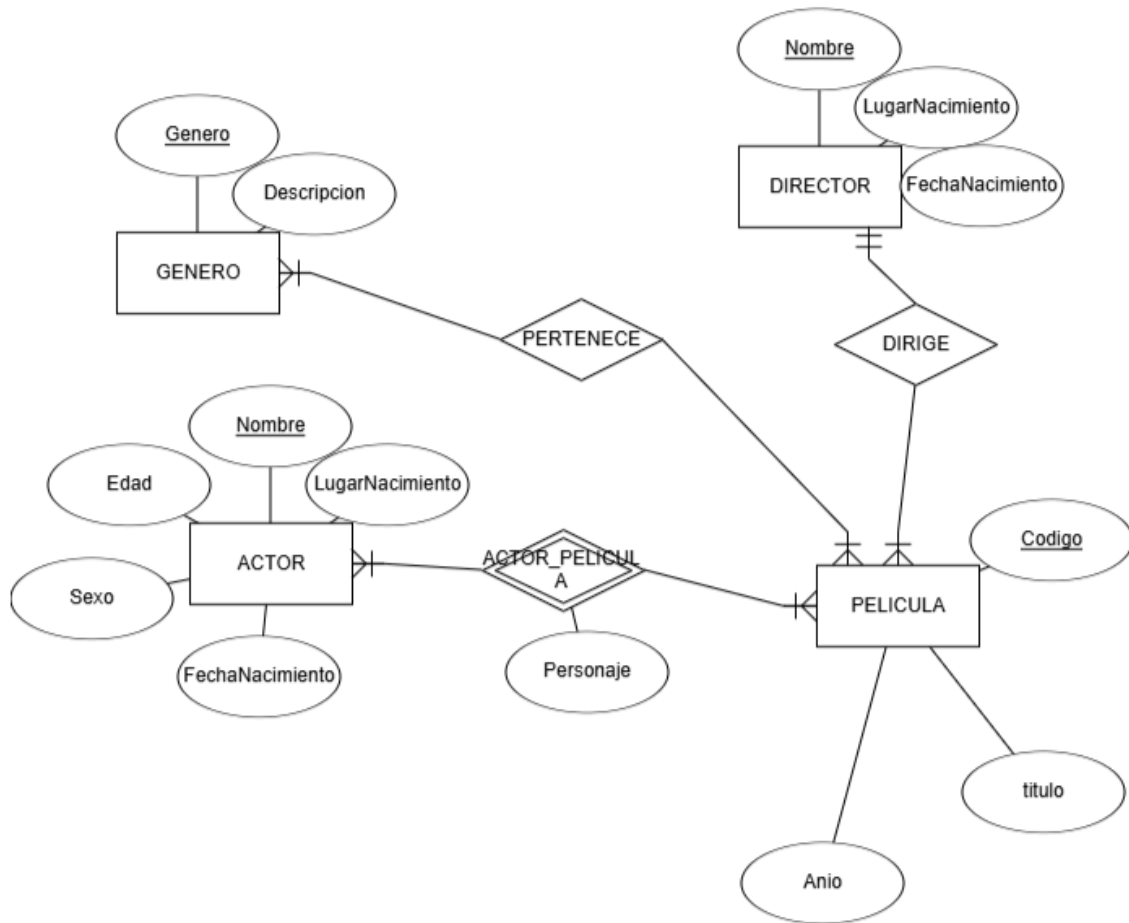 Nombre
LugarNacimiento
FechaNacimiento
DIRECTOR
Genero
Descripcion
GENERO
PERTENECE
DIRIGE
Nombre
Edad
LugarNacimiento
ACTOR
Sexo
FechaNacimiento
ACTOR_PELICUL
A
Personaje
Codigo
PELICULA
titulo
Anio